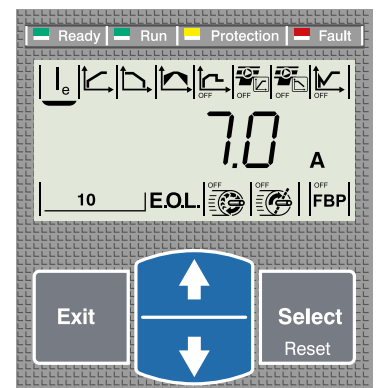 Ready Run Protection Fault
Ie OFF OFF OFF OFF
7.0 A
OFF OFF OFF
10 E.O.L. FBP
Exit Select
Reset